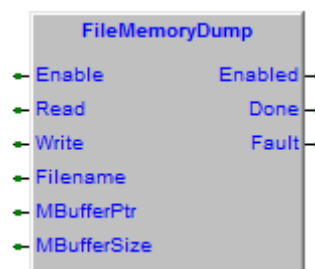 FileMemoryDump
Enable Enabled
Read Done
Write Fault
Filename
MBufferPtr
MBufferSize